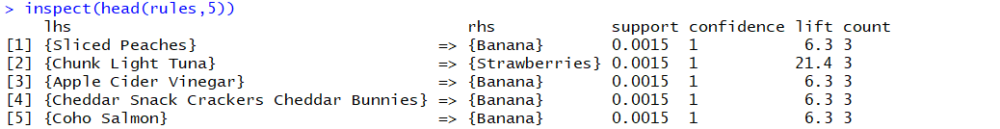 > inspect(head(rules,5))
lhs rhs support confidence lift count
[1] {Sliced Peaches} => {Banana} 0.0015 1 6.3 3
[2] {Chunk Light Tuna} => {Strawberries} 0.0015 1 21.4 3
[3] {Apple Cider Vinegar} => {Banana} 0.0015 1 6.3 3
[4] {Cheddar Snack Crackers Cheddar Bunnies} => {Banana} 0.0015 1 6.3 3
[5] {Coho Salmon} => {Banana} 0.0015 1 6.3 3